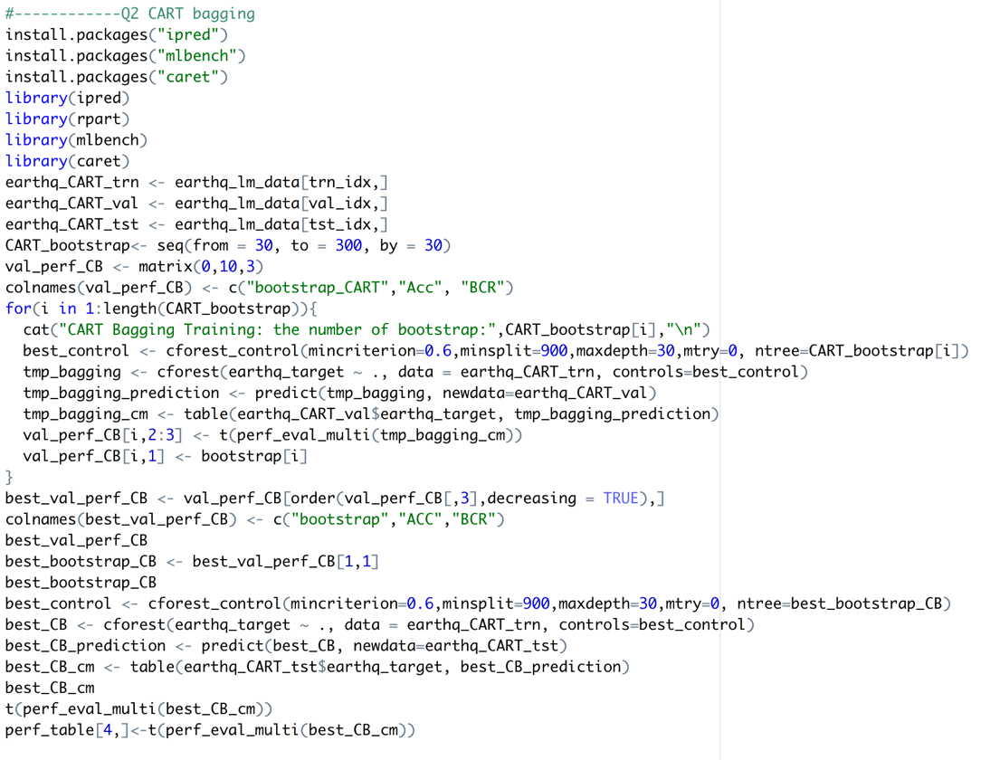 #------------Q2 CART bagging
install.packages("ipred")
install.packages("mlbench")
install.packages("caret")
library(ipred)
library(rpart)
library(mlbench)
library(caret)
earthq_CART_trn <- earthq_lm_data[trn_idx,]
earthq_CART_val <- earthq_lm_data[val_idx,]
earthq_CART_tst <- earthq_lm_data[tst_idx,]
CART_bootstrap<- seq(from = 30, to = 300, by = 30)
val_perf_CB <- matrix(0,10,3)
colnames(val_perf_CB) <- c("bootstrap_CART","Acc", "BCR")
for(i in 1:length(CART_bootstrap)){
  cat("CART Bagging Training: the number of bootstrap:",CART_bootstrap[i],"\n")
  best_control <- cforest_control(mincriterion=0.6,minsplit=900,maxdepth=30,mtry=0, ntree=CART_bootstrap[i])
  tmp_bagging <- cforest(earthq_target ~ ., data = earthq_CART_trn, controls=best_control)
  tmp_bagging_prediction <- predict(tmp_bagging, newdata=earthq_CART_val)
  tmp_bagging_cm <- table(earthq_CART_val$earthq_target, tmp_bagging_prediction)
  val_perf_CB[i,2:3] <- t(perf_eval_multi(tmp_bagging_cm))
  val_perf_CB[i,1] <- bootstrap[i]
}
best_val_perf_CB <- val_perf_CB[order(val_perf_CB[,3],decreasing = TRUE),]
colnames(best_val_perf_CB) <- c("bootstrap","ACC","BCR")
best_val_perf_CB
best_bootstrap_CB <- best_val_perf_CB[1,1]
best_bootstrap_CB
best_control <- cforest_control(mincriterion=0.6,minsplit=900,maxdepth=30,mtry=0, ntree=best_bootstrap_CB)
best_CB <- cforest(earthq_target ~ ., data = earthq_CART_trn, controls=best_control)
best_CB_prediction <- predict(best_CB, newdata=earthq_CART_tst)
best_CB_cm <- table(earthq_CART_tst$earthq_target, best_CB_prediction)
best_CB_cm
t(perf_eval_multi(best_CB_cm))
perf_table[4,]<-t(perf_eval_multi(best_CB_cm))